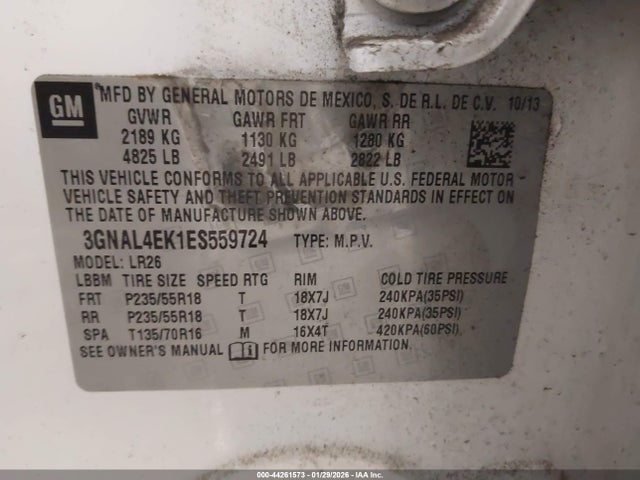 GM MFD BY GENERAL MOTORS DE MEXICO, S. DE R.L. DE C.V. 10/13
GVWR GAWR FRT GAWR RR
2189 KG 1130 KG 1280 KG
4825 LB 2491 LB 2822 LB
THIS VEHICLE CONFORMS TO ALL APPLICABLE U.S. FEDERAL MOTOR
VEHICLE SAFETY AND THEFT PREVENTION STANDARDS IN EFFECT ON
THE DATE OF MANUFACTURE SHOWN ABOVE.
3GNAL4EK1ES559724 TYPE: M.P.V.
MODEL: LR26
LBBM TIRE SIZE SPEED RTG RIM COLD TIRE PRESSURE
FRT P235/55R18 T 18X7J 240KPA(35PSI)
RR P235/55R18 T 18X7J 240KPA(35PSI)
SPA T135/70R16 M 16X4T 420KPA(60PSI)
SEE OWNER'S MANUAL FOR MORE INFORMATION.
000-44261573 - 01/29/2026 - IAA Inc.